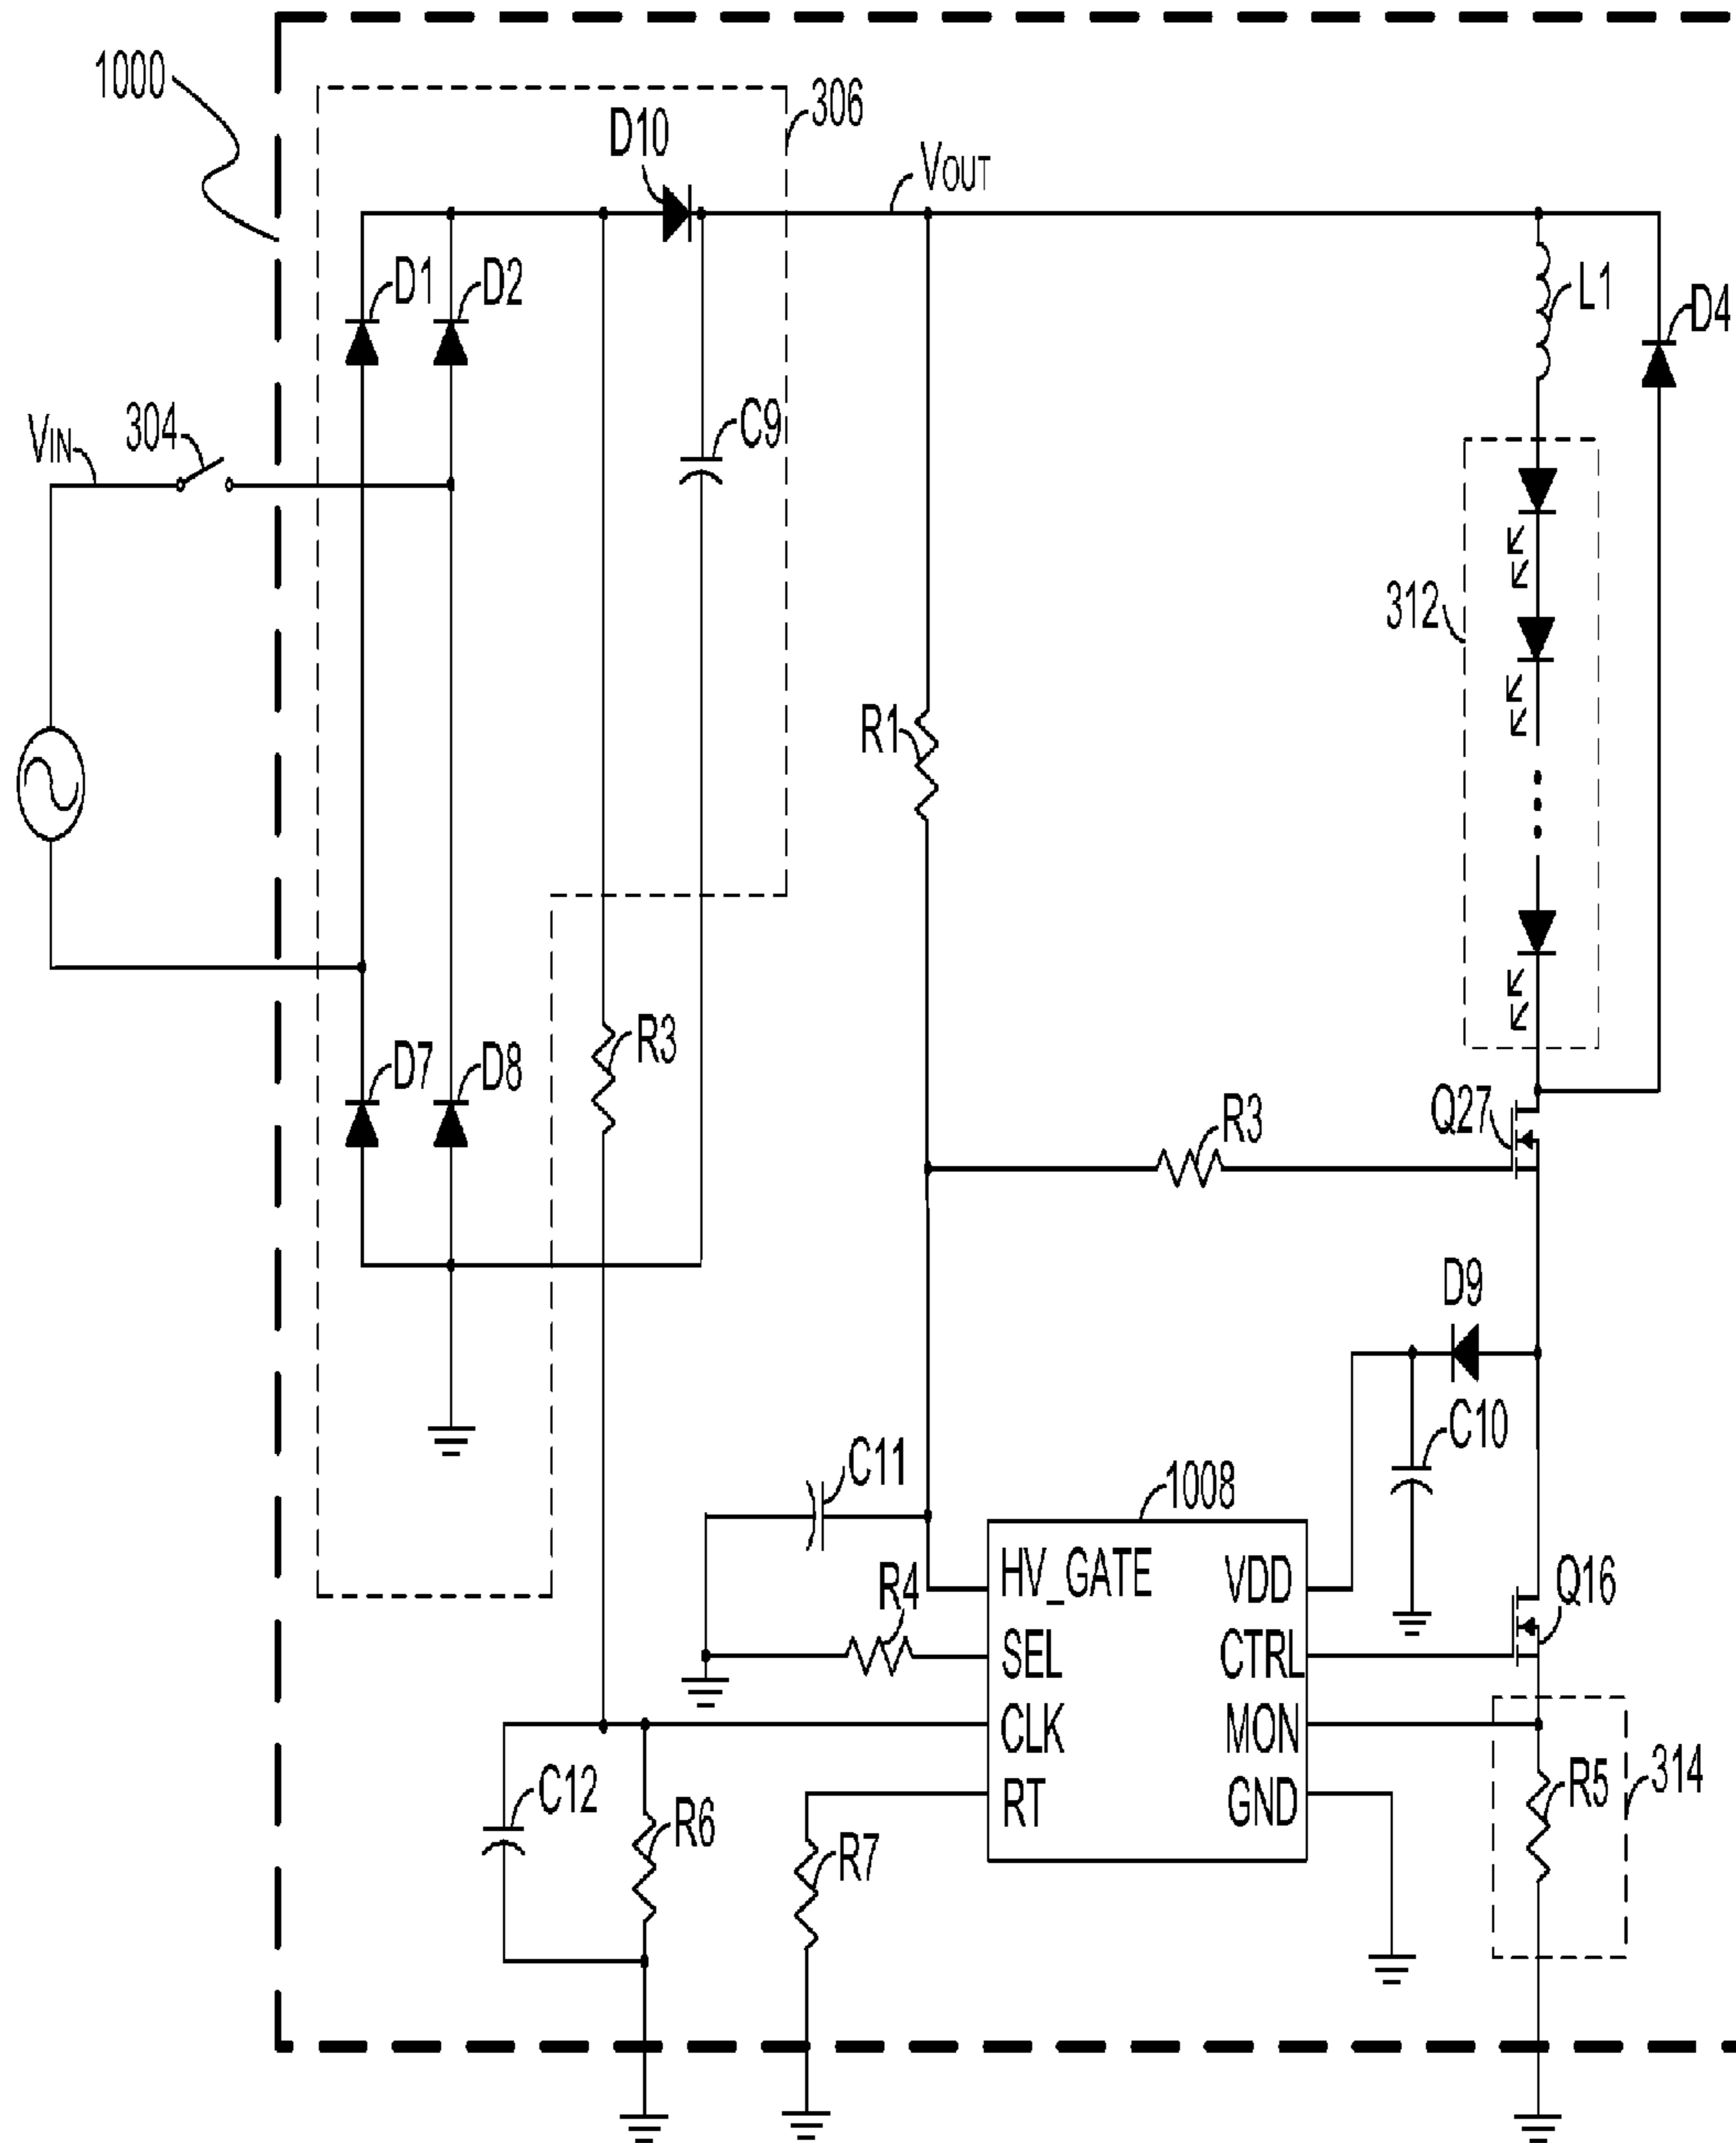 1000
306
D10
VOUT
D1
D2
L1
D4
VIN
304
C9
312
R1
R3
D7
D8
R3
Q27
D9
C10
C11
1008
R4
HV_GATE
VDD
Q16
SEL
CTRL
CLK
MON
C12
R6
RT
GND
R7
R5
314